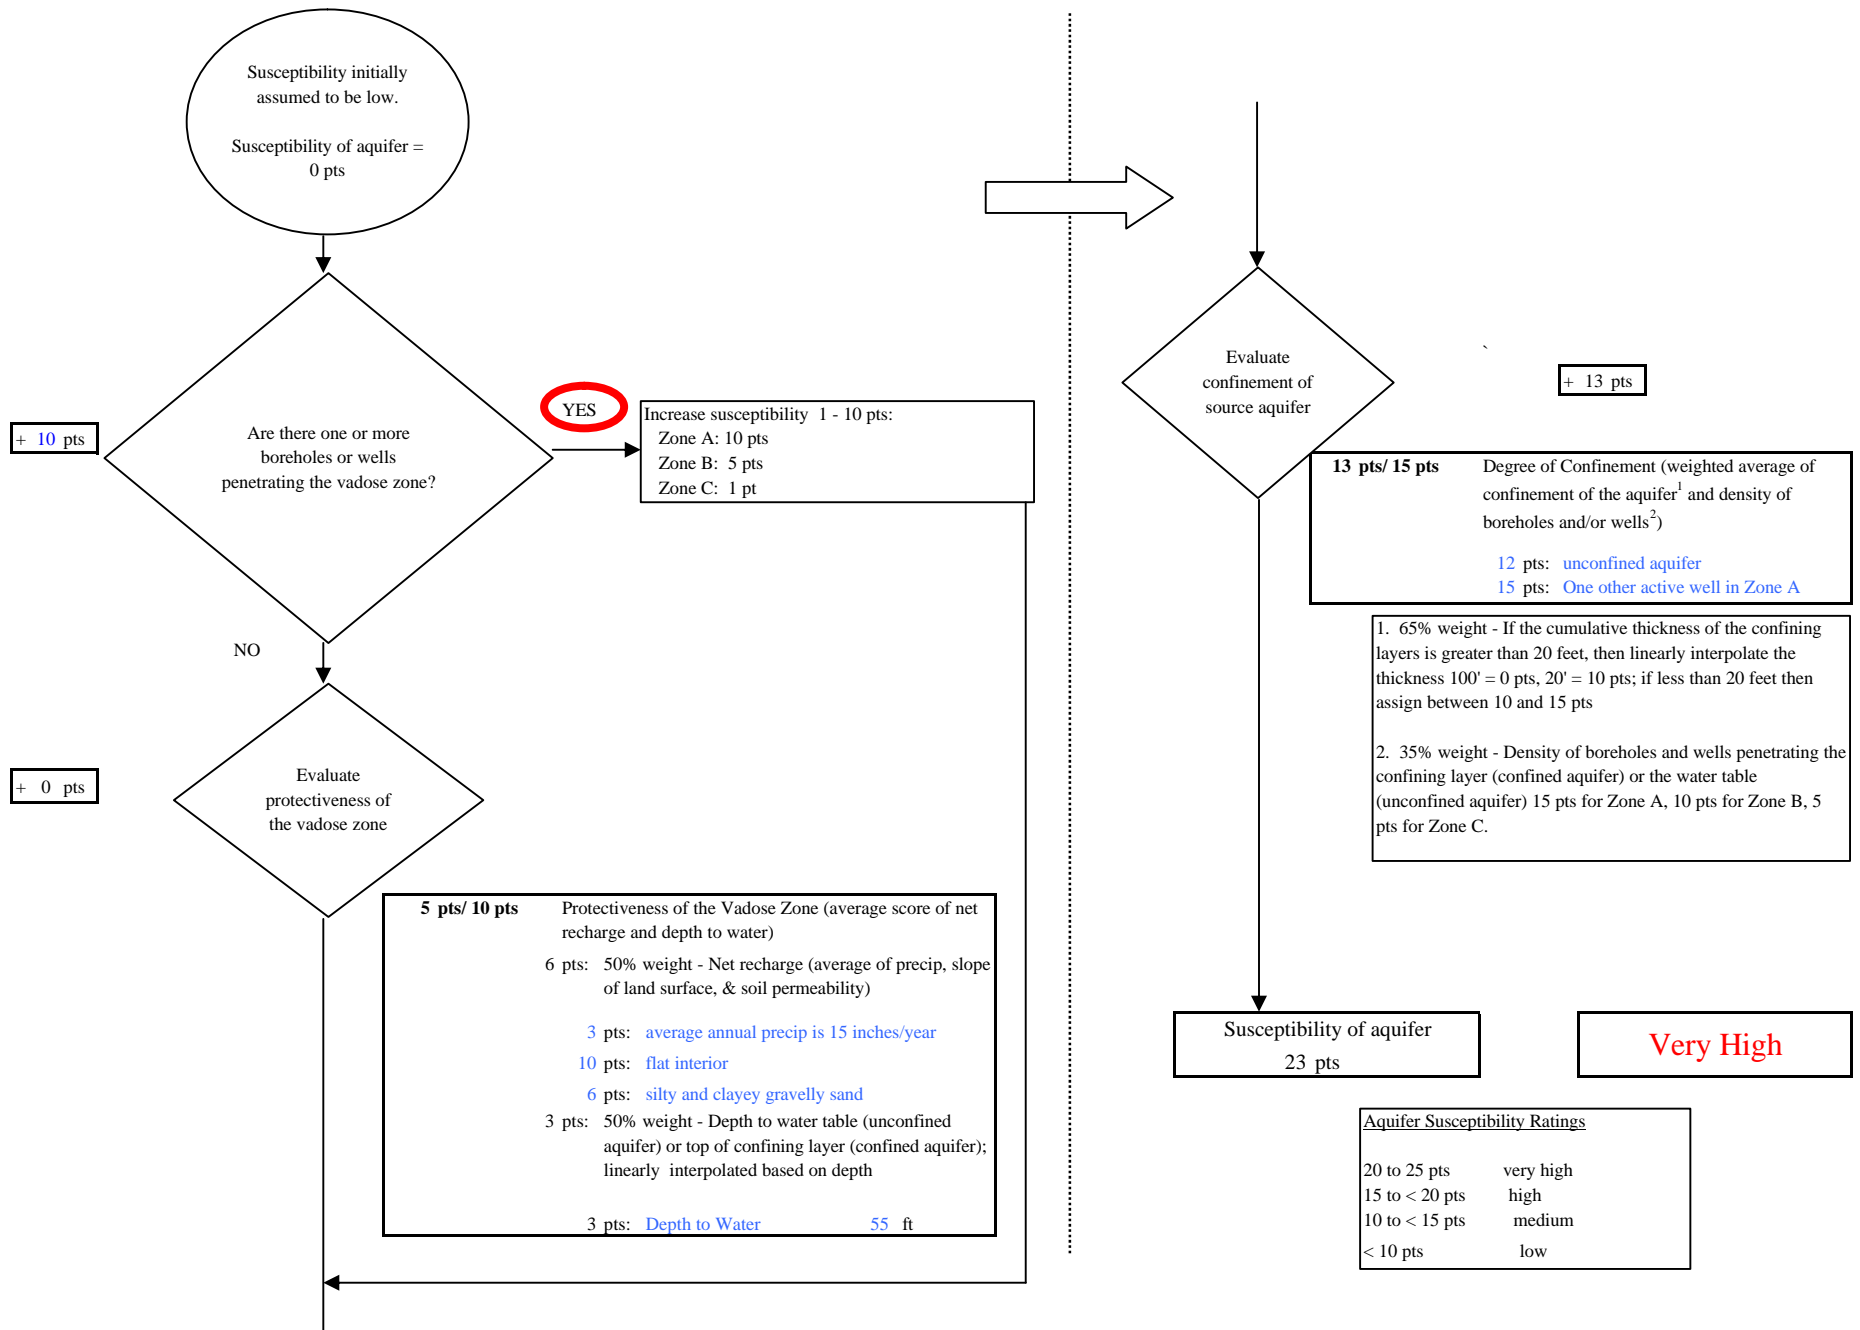 Susceptibility initially
assumed to be low.
Susceptibility of aquifer =
0 pts
YES
+ 10 pts
Are there one or more
boreholes or wells
penetrating the vadose zone?
Increase susceptibility 1 - 10 pts:
Zone A: 10 pts
Zone B: 5 pts
Zone C: 1 pt
NO
+ 0 pts
Evaluate
protectiveness of
the vadose zone
5 pts/ 10 pts Protectiveness of the Vadose Zone (average score of net
recharge and depth to water)
6 pts: 50% weight - Net recharge (average of precip, slope
of land surface, & soil permeability)
3 pts: average annual precip is 15 inches/year
10 pts: flat interior
6 pts: silty and clayey gravelly sand
3 pts: 50% weight - Depth to water table (unconfined
aquifer) or top of confining layer (confined aquifer);
linearly interpolated based on depth
3 pts: Depth to Water 55 ft
Evaluate
confinement of
source aquifer
`
+ 13 pts
13 pts/ 15 pts Degree of Confinement (weighted average of
confinement of the aquifer1 and density of
boreholes and/or wells2)
12 pts: unconfined aquifer
15 pts: One other active well in Zone A
1. 65% weight - If the cumulative thickness of the confining
layers is greater than 20 feet, then linearly interpolate the
thickness 100' = 0 pts, 20' = 10 pts; if less than 20 feet then
assign between 10 and 15 pts
2. 35% weight - Density of boreholes and wells penetrating the
confining layer (confined aquifer) or the water table
(unconfined aquifer) 15 pts for Zone A, 10 pts for Zone B, 5
pts for Zone C.
Susceptibility of aquifer
23 pts
Very High
Aquifer Susceptibility Ratings
20 to 25 pts very high
15 to < 20 pts high
10 to < 15 pts medium
< 10 pts low